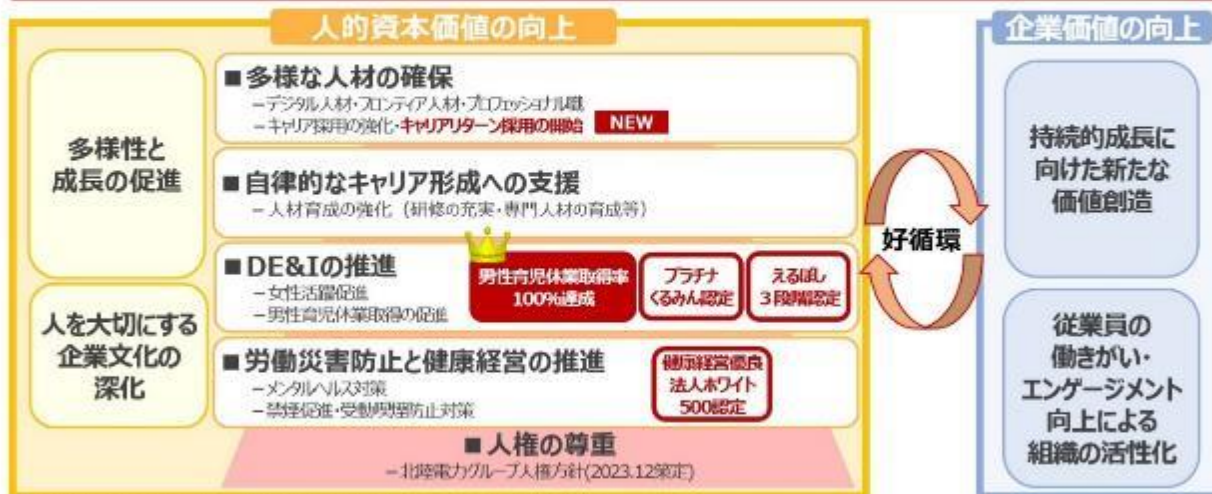 人的資本価値の向上
多様性と
成長の促進
人を大切にする
企業文化の
深化
■多様な人材の確保
－デジタル人材・フロンティア人材・プロフェッショナル職
－キャリア採用の強化・キャリアリターン採用の開始 NEW
■自律的なキャリア形成への支援
－人材育成の強化（研修の充実・専門人材の育成等）
■DE&Iの推進
－女性活躍促進
－男性育児休業取得の促進
男性育児休業取得率
100%達成
プラチナ
くるみん認定
えるぼし
３段階認定
■労働災害防止と健康経営の推進
－メンタルヘルス対策
－禁煙促進・受動喫煙防止対策
健康経営優良
法人ホワイト
500認定
■人権の尊重
－北陸電力グループ人権方針(2023.12策定)
好循環
企業価値の向上
持続的成長に
向けた新たな
価値創造
従業員の
働きがい・
エンゲージメント
向上による
組織の活性化